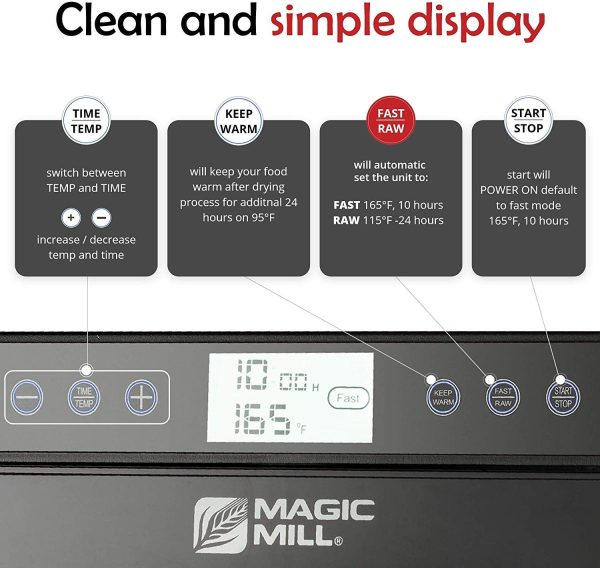 Clean and simple display
TIME
TEMP
switch between
TEMP and TIME
+ −
increase / decrease
temp and time
KEEP
WARM
will keep your food
warm after drying
process for additnal 24
hours on 95°F
FAST
RAW
will automatic
set the unit to:
FAST 165°F, 10 hours
RAW 115°F -24 hours
START
STOP
start will
POWER ON default
to fast mode
165°F, 10 hours
−
TIME
TEMP
+
10:00 H
Fast
165 °F
KEEP
WARM
FAST
RAW
START
STOP
MAGIC
MILL®